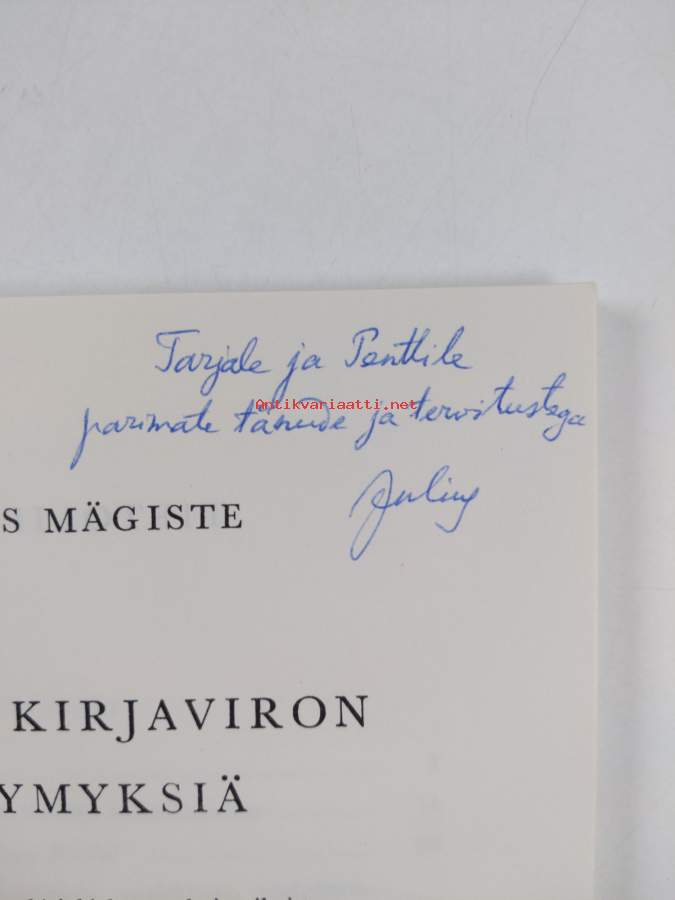 Tarjale ja Penttile
Antikvariaatti.net
parimate tänude ja tervitustega
Julius
S MÄGISTE
KIRJAVIRON
YMYKSIÄ